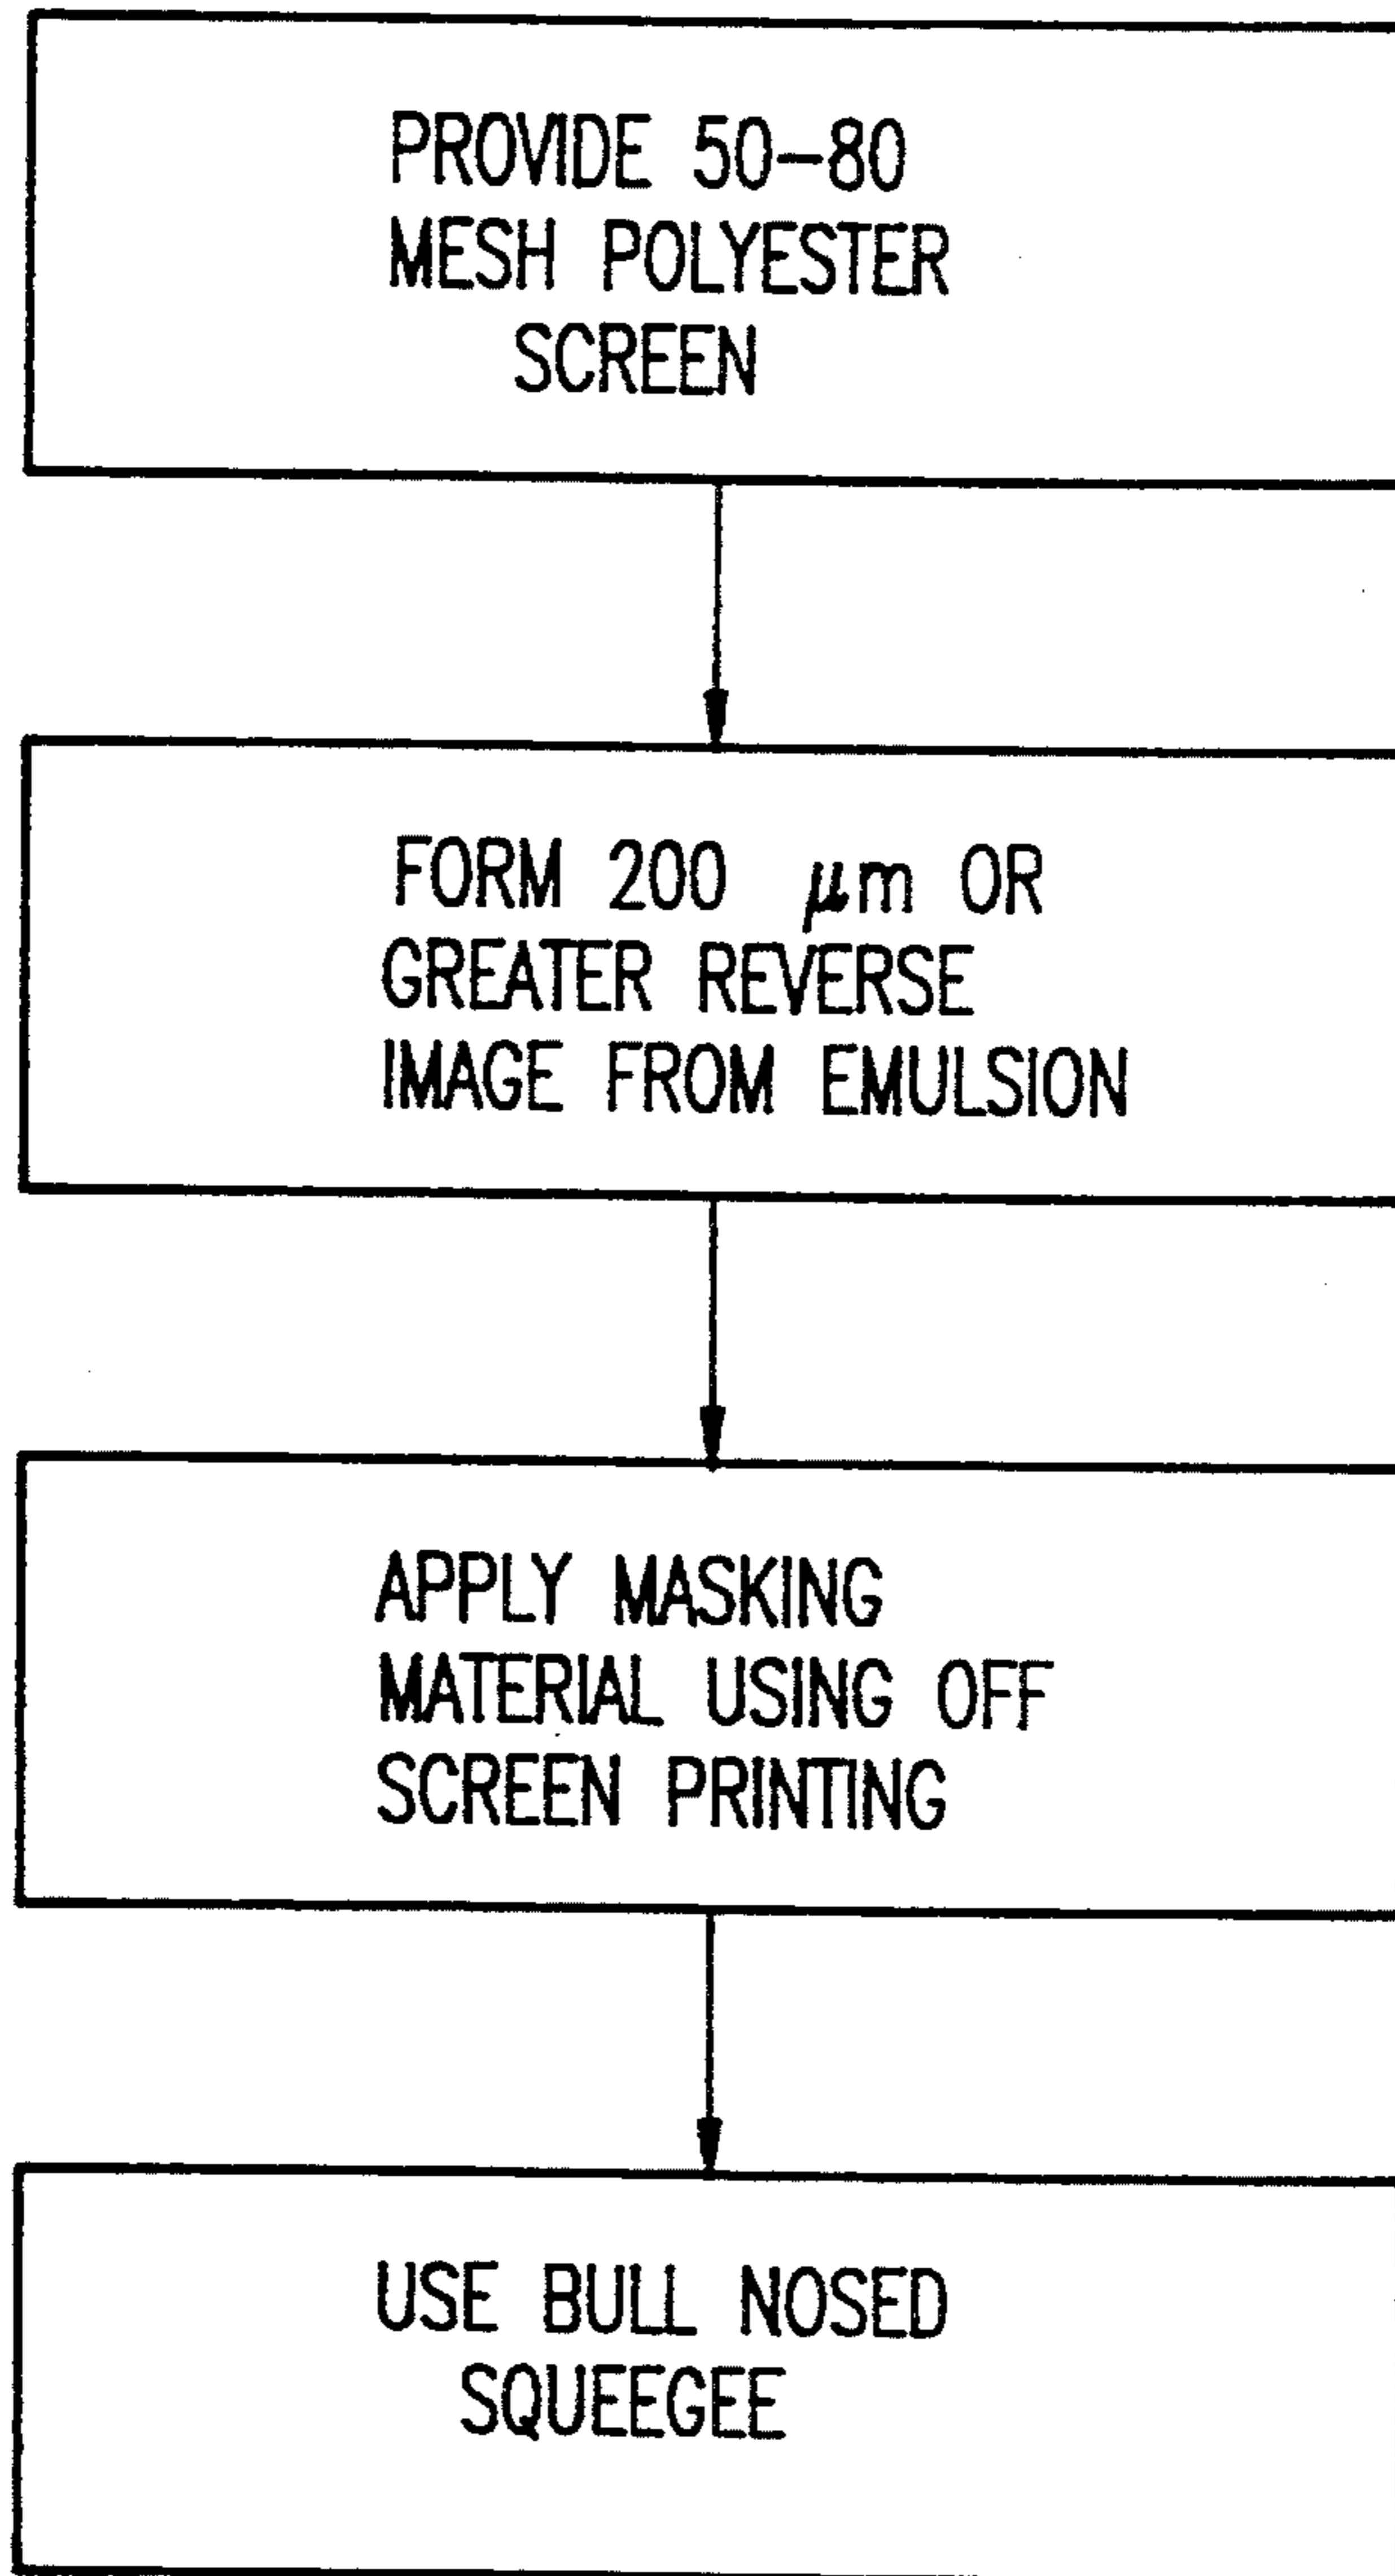 PROVIDE 50-80
MESH POLYESTER
SCREEN
FORM 200 μm OR
GREATER REVERSE
IMAGE FROM EMULSION
APPLY MASKING
MATERIAL USING OFF
SCREEN PRINTING
USE BULL NOSED
SQUEEGEE